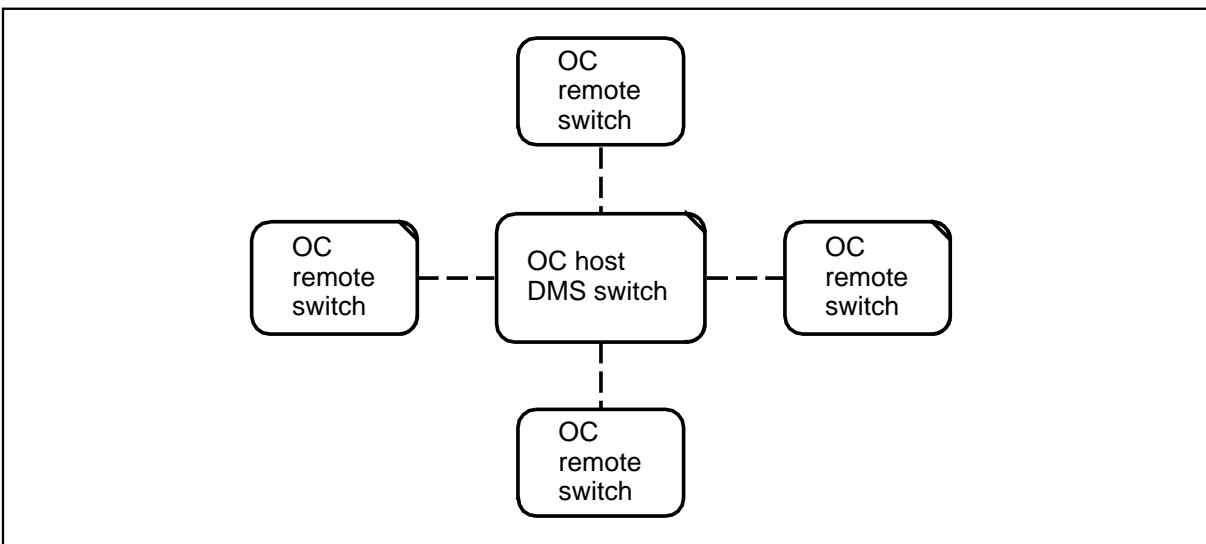 OC
remote
switch
OC
remote
switch
OC host
DMS switch
OC
remote
switch
OC
remote
switch